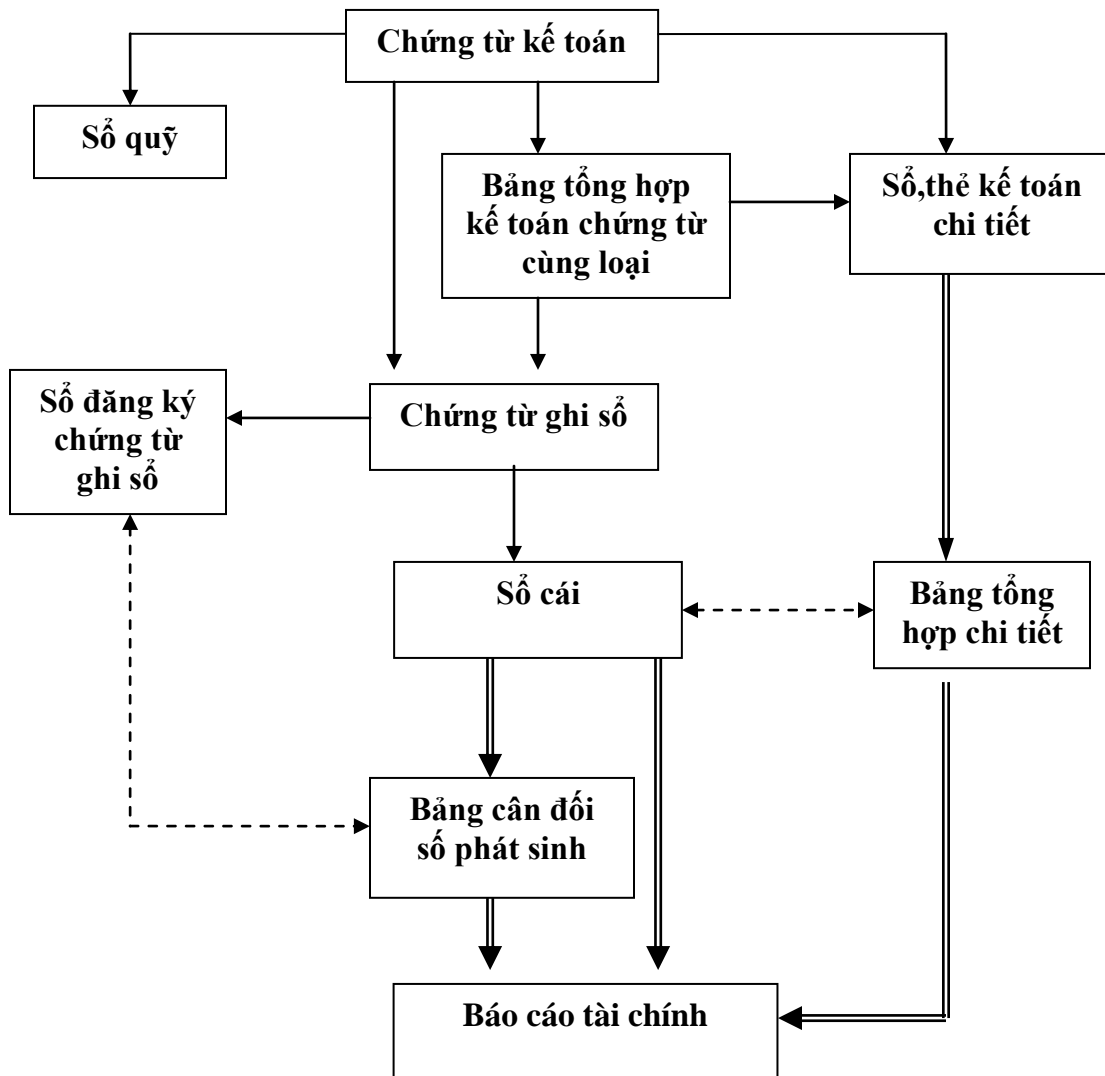 Chứng từ kế toán
Sổ quỹ
Bảng tổng hợp
kế toán chứng từ
cùng loại
Sổ,thẻ kế toán
chi tiết
Sổ đăng ký
chứng từ
ghi sổ
Chứng từ ghi sổ
Sổ cái
Bảng tổng
hợp chi tiết
Bảng cân đối
số phát sinh
Báo cáo tài chính